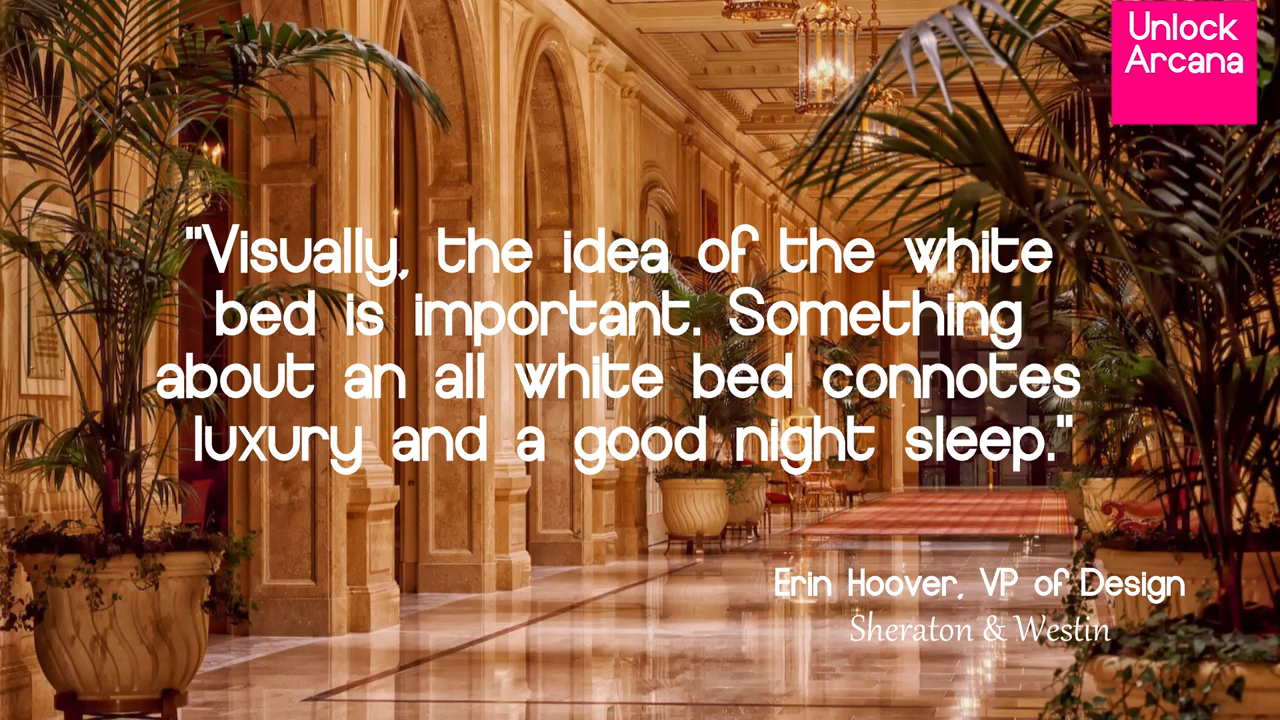 Unlock
Arcana
"Visually, the idea of the white
bed is important. Something
about an all white bed connotes
luxury and a good night sleep."
Erin Hoover, VP of Design
Sheraton & Westin